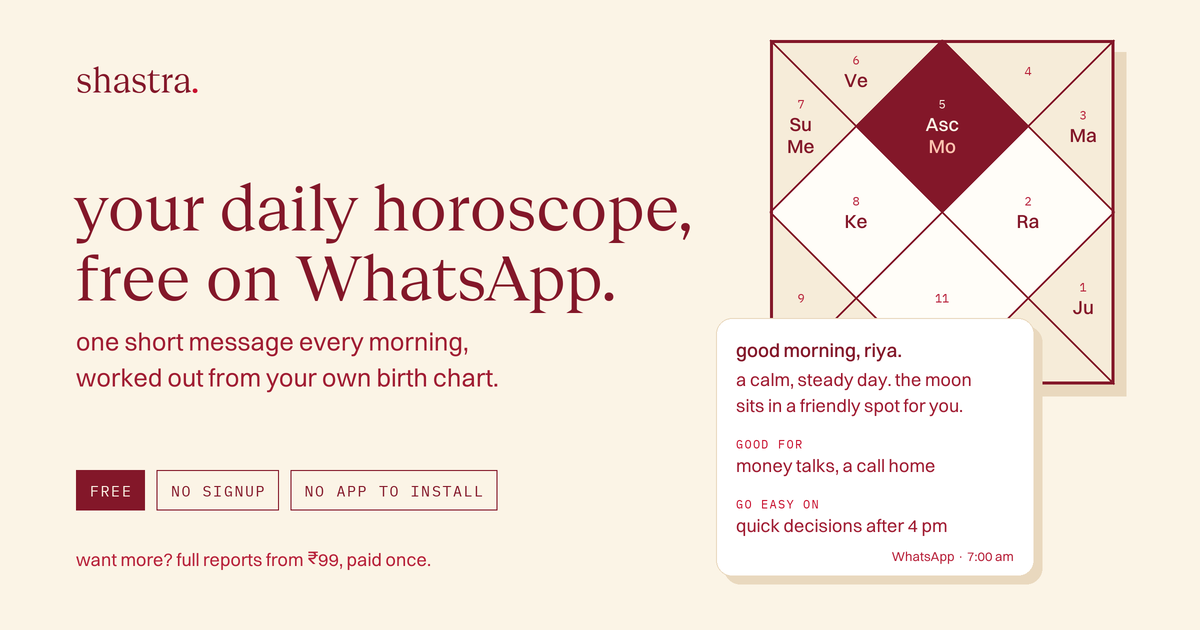 shastra.
your daily horoscope,
free on WhatsApp.
one short message every morning,
worked out from your own birth chart.
FREE
NO SIGNUP
NO APP TO INSTALL
want more? full reports from ₹99, paid once.
6
Ve
4
7
Su
Me
5
Asc
Mo
3
Ma
8
Ke
2
Ra
9
11
1
Ju
good morning, riya.
a calm, steady day. the moon
sits in a friendly spot for you.
GOOD FOR
money talks, a call home
GO EASY ON
quick decisions after 4 pm
WhatsApp · 7:00 am